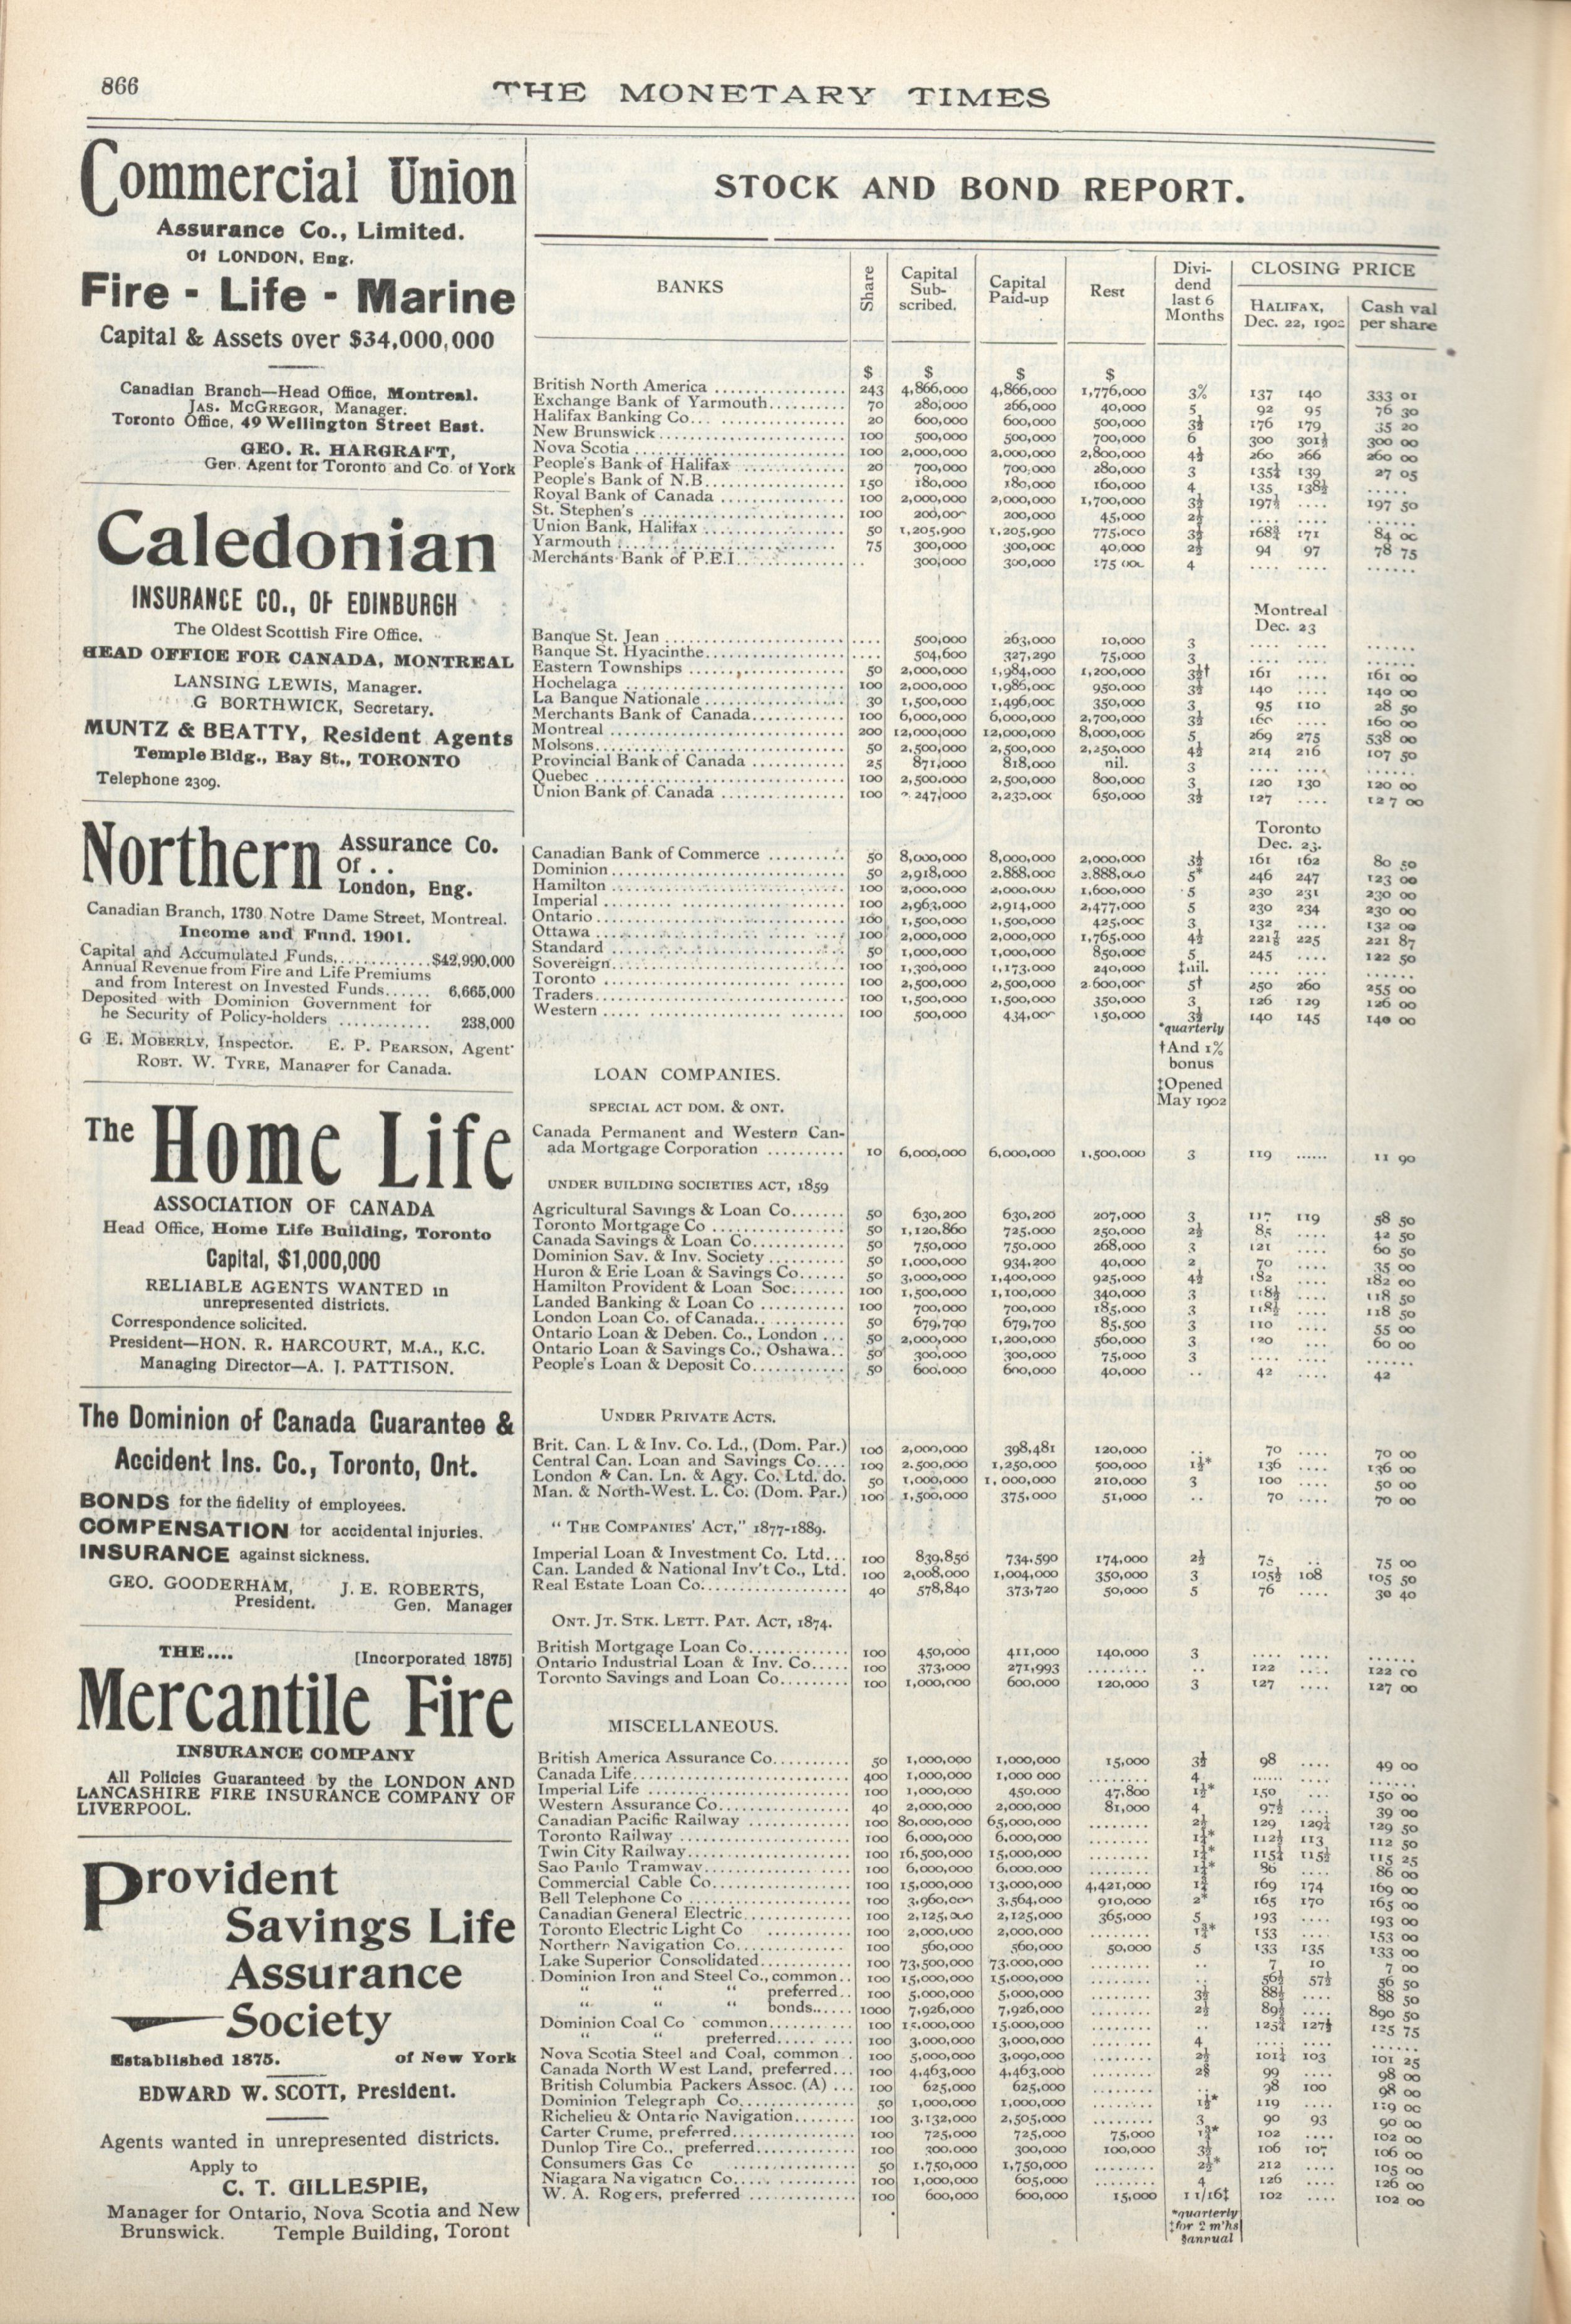 866
THE MONETARY TIMES
Commercial Union
Assurance Co., Limited.
Of LONDON, Eng.
Fire - Life - Marine
Capital & Assets over $34,000,000
Canadian Branch—Head Office, Montreal.
JAS. MCGREGOR, Manager.
Toronto Office, 49 Wellington Street East.
GEO. R. HARGRAFT,
Gen. Agent for Toronto and Co. of York
Caledonian
INSURANCE CO., OF EDINBURGH
The Oldest Scottish Fire Office.
HEAD OFFICE FOR CANADA, MONTREAL
LANSING LEWIS, Manager.
G BORTHWICK, Secretary.
MUNTZ & BEATTY, Resident Agents
Temple Bldg., Bay St., TORONTO
Telephone 2309.
Northern Assurance Co.
Of . .
London, Eng.
Canadian Branch, 1730 Notre Dame Street, Montreal.
Income and Fund. 1901.
Capital and Accumulated Funds,............$42,990,000
Annual Revenue from Fire and Life Premiums
and from Interest on Invested Funds...... 6,665,000
Deposited with Dominion Government for
he Security of Policy-holders ............ 238,000
G E. MOBERLY, Inspector. E. P. PEARSON, Agent
ROBT. W. TYRE, Manager for Canada.
The Home Life
ASSOCIATION OF CANADA
Head Office, Home Life Building, Toronto
Capital, $1,000,000
RELIABLE AGENTS WANTED in
unrepresented districts.
Correspondence solicited.
President—HON. R. HARCOURT, M.A., K.C.
Managing Director—A. J. PATTISON.
The Dominion of Canada Guarantee &
Accident Ins. Co., Toronto, Ont.
BONDS for the fidelity of employees.
COMPENSATION for accidental injuries.
INSURANCE against sickness.
GEO. GOODERHAM, J. E. ROBERTS,
President. Gen. Manager
THE.... [Incorporated 1875]
Mercantile Fire
INSURANCE COMPANY
All Policies Guaranteed by the LONDON AND
LANCASHIRE FIRE INSURANCE COMPANY OF
LIVERPOOL.
Provident
Savings Life
Assurance
Society
Established 1875. of New York
EDWARD W. SCOTT, President.
Agents wanted in unrepresented districts.
Apply to
C. T. GILLESPIE,
Manager for Ontario, Nova Scotia and New
Brunswick. Temple Building, Toront
STOCK AND BOND REPORT.
BANKS Share Capital Subscribed. Capital Paid-up Rest Dividend last 6 Months CLOSING PRICE
HALIFAX, Dec. 22, 1902 Cash val per share
$ $ $ $
British North America 243 4,866,000 4,866,000 1,776,000 3% 137 140 333 01
Exchange Bank of Yarmouth 70 280,000 266,000 40,000 5 92 95 76 30
Halifax Banking Co 20 600,000 600,000 500,000 3½ 176 179 35 20
New Brunswick 100 500,000 500,000 700,000 6 300 301½ 300 00
Nova Scotia 100 2,000,000 2,000,000 2,800,000 4½ 260 266 260 00
People's Bank of Halifax 20 700,000 700,000 280,000 3 135¼ 139 27 05
People's Bank of N.B. 150 180,000 180,000 160,000 4 135 138½ ......
Royal Bank of Canada 100 2,000,000 2,000,000 1,700,000 3½ 197½ .... 197 50
St. Stephen's 100 200,00 200,000 45,000 2½ .... .... ......
Union Bank, Halifax 50 1,205,900 1,205,900 775,000 3½ 168¾ 171 84 00
Yarmouth 75 300,000 300,000 40,000 2½ 94 97 78 75
Merchants Bank of P.E.I. .. 300,000 300,000 175 000 4 .... .... ......
Montreal
Dec. 23
Banque St. Jean .... 500,000 263,000 10,000 3 .... .... ......
Banque St. Hyacinthe .... 504,600 327,290 75,000 3 .... .... ......
Eastern Townships 50 2,000,000 1,984,000 1,200,000 3½† 161 .... 161 00
Hochelaga 100 2,000,000 1,986,000 950,000 3½ 140 .... 140 00
La Banque Nationale 30 1,500,000 1,496,000 350,000 3 95 110 28 50
Merchants Bank of Canada 100 6,000,000 6,000,000 2,700,000 3½ 160 .... 160 00
Montreal 200 12,000,000 12,000,000 8,000,000 5 269 275 538 00
Molsons 50 2,500,000 2,500,000 2,250,000 4½ 214 216 107 50
Provincial Bank of Canada 25 871,000 818,000 nil. 3 .... .... ......
Quebec 100 2,500,000 2,500,000 800,000 3 120 130 120 00
Union Bank of Canada 100 247,000 2,230,00 650,000 3½ 127 .... 127 00
Toronto
Dec. 23.
Canadian Bank of Commerce 50 8,000,000 8,000,000 2,000,000 3½ 161 162 80 50
Dominion 50 2,918,000 2.888,000 2.888,000 5* 246 247 123 00
Hamilton 100 2,000,000 2,000,000 1,600,000 5 230 231 230 00
Imperial 100 2,963,000 2,914,000 2,477,000 5 230 234 230 00
Ontario 100 1,500,000 1,500,000 425,000 3 132 .... 132 00
Ottawa 100 2,000,000 2,000,000 1,765,000 4½ 221⅞ 225 221 87
Standard 50 1,000,000 1,000,000 850,000 5 245 .... 122 50
Sovereign 100 1,300,000 1,173,000 240,000 ‡nil. .... .... ......
Toronto 100 2,500,000 2,500,000 2.600,000 5† 250 260 255 00
Traders 100 1,500,000 1,500,000 350,000 3 126 129 126 00
Western 100 500,000 434,00 150,000 3½ 140 145 140 00
*quarterly
†And 1%
bonus
‡Opened
May 1902
LOAN COMPANIES.
SPECIAL ACT DOM. & ONT.
Canada Permanent and Western Can-
ada Mortgage Corporation 10 6,000,000 6,000,000 1,500,000 3 119 ...... 11 90
UNDER BUILDING SOCIETIES ACT, 1859
Agricultural Savings & Loan Co 50 630,200 630,200 207,000 3 117 119 58 50
Toronto Mortgage Co 50 1,120,860 725,000 250,000 2½ 85 .... 42 50
Canada Savings & Loan Co 50 750,000 750,000 268,000 3 121 .... 60 50
Dominion Sav. & Inv. Society 50 1,000,000 934,200 40,000 2 70 .... 35 00
Huron & Erie Loan & Savings Co 50 3,000,000 1,400,000 925,000 4½ 182 .... 182 00
Hamilton Provident & Loan Soc 100 1,500,000 1,100,000 340,000 3 118½ .... 118 50
Landed Banking & Loan Co 100 700,000 700,000 185,000 3 118½ .... 118 50
London Loan Co. of Canada 50 679,700 679,700 85,500 3 110 .... 55 00
Ontario Loan & Deben. Co., London 50 2,000,000 1,200,000 560,000 3 120 ... 60 00
Ontario Loan & Savings Co., Oshawa 50 300,000 300,000 75,000 3 .... .... ......
People's Loan & Deposit Co 50 600,000 600,000 40,000 .. 42 .... 42
UNDER PRIVATE ACTS.
Brit. Can. L & Inv. Co. Ld., (Dom. Par.) 100 2,000,000 398,481 120,000 .. 70 .... 70 00
Central Can. Loan and Savings Co 100 2.500,000 1,250,000 500,000 1½* 136 .... 136 00
London & Can. Ln. & Agy. Co. Ltd. do. 50 1,000,000 1,000,000 210,000 3 100 .... 50 00
Man. & North-West. L. Co. (Dom. Par.) 100 1,500,000 375,000 51,000 .. 70 .... 70 00
"THE COMPANIES' ACT," 1877-1889.
Imperial Loan & Investment Co. Ltd 100 839,850 734,590 174,000 2½ 75 .. 75 00
Can. Landed & National Inv't Co., Ltd. 100 2,008,000 1,004,000 350,000 3 105½ 108 105 50
Real Estate Loan Co 40 578,840 373,720 50,000 5 76 .... 30 40
ONT. JT. STK. LETT. PAT. ACT, 1874.
British Mortgage Loan Co 100 450,000 411,000 140,000 3 .... .... ......
Ontario Industrial Loan & Inv. Co 100 373,000 271,993 ........ .. 122 .... 122 00
Toronto Savings and Loan Co 100 1,000,000 600,000 120,000 3 127 .... 127 00
MISCELLANEOUS.
British America Assurance Co 50 1,000,000 1,000,000 15,000 3½ 98 .... 49 00
Canada Life 400 1,000,000 1,000 000 ........ 4 ...... .... ......
Imperial Life 100 1,000,000 450,000 47,800 1½* 150 ... 150 00
Western Assurance Co 40 2,000,000 2,000,000 81,000 4 97½ .... 39 00
Canadian Pacific Railway 100 80,000,000 65,000,000 ........ 2½ 129 129¼ 129 50
Toronto Railway 100 6,000,000 6,000,000 ........ 1¼* 112½ 113 112 50
Twin City Railway 100 16,500,000 15,000,000 ........ 1¼* 115¼ 115½ 115 25
Sao Paulo Tramway 100 6,000,000 6,000,000 ........ 1¼* 86 .... 86 00
Commercial Cable Co 100 15,000,000 13,000,000 4,421,000 1¾ 169 174 169 00
Bell Telephone Co 100 3,960,000 3,564,000 910,000 2* 165 170 165 00
Canadian General Electric 100 2,125,000 2,125,000 365,000 5 193 .... 193 00
Toronto Electric Light Co 100 2,000,000 2,000,000 ........ 1¾* 153 .... 153 00
Northern Navigation Co 100 560,000 560,000 50,000 5 133 135 133 00
Lake Superior Consolidated 100 73,500,000 73,000,000 ........ .. 7 10 7 00
Dominion Iron and Steel Co., common 100 15,000,000 15,000,000 ........ .. 56½ 57½ 56 50
" " " preferred 100 5,000,000 5,000,000 ........ 3½ 88½ .... 88 50
" " " bonds 1000 7,926,000 7,926,000 ........ 2½ 89½ .... 890 50
Dominion Coal Co common 100 15,000,000 15,000,000 ........ .. 125¾ 127½ 125 75
" " preferred 100 3,000,000 3,000,000 ........ 4 .... .... ......
Nova Scotia Steel and Coal, common 100 5,000,000 3,090,000 ........ 2½ 101¼ 103 101 25
Canada North West Land, preferred 100 4,463,000 4,463,000 ........ 2§ 99 .... 98 00
British Columbia Packers Assoc. (A) 100 625,000 625,000 ........ .. 98 100 98 00
Dominion Telegraph Co 50 1,000,000 1,000,000 ........ 1½* 119 .... 119 00
Richelieu & Ontario Navigation 100 3,132,000 2,505,000 ........ 3 90 93 90 00
Carter Crume, preferred 100 725,000 725,000 75,000 1¾* 102 .... 102 00
Dunlop Tire Co., preferred 100 300,000 300,000 100,000 3½ 106 107 106 00
Consumers Gas Co 50 1,750,000 1,750,000 ........ 2½* 212 .... 105 00
Niagara Navigation Co 100 1,000,000 605,000 ........ 4 126 .... 126 00
W. A. Rogers, preferred 100 600,000 600,000 15,000 1 1/16‡ 102 .... 102 00
*quarterly
‡for 2 m'hs
§annual